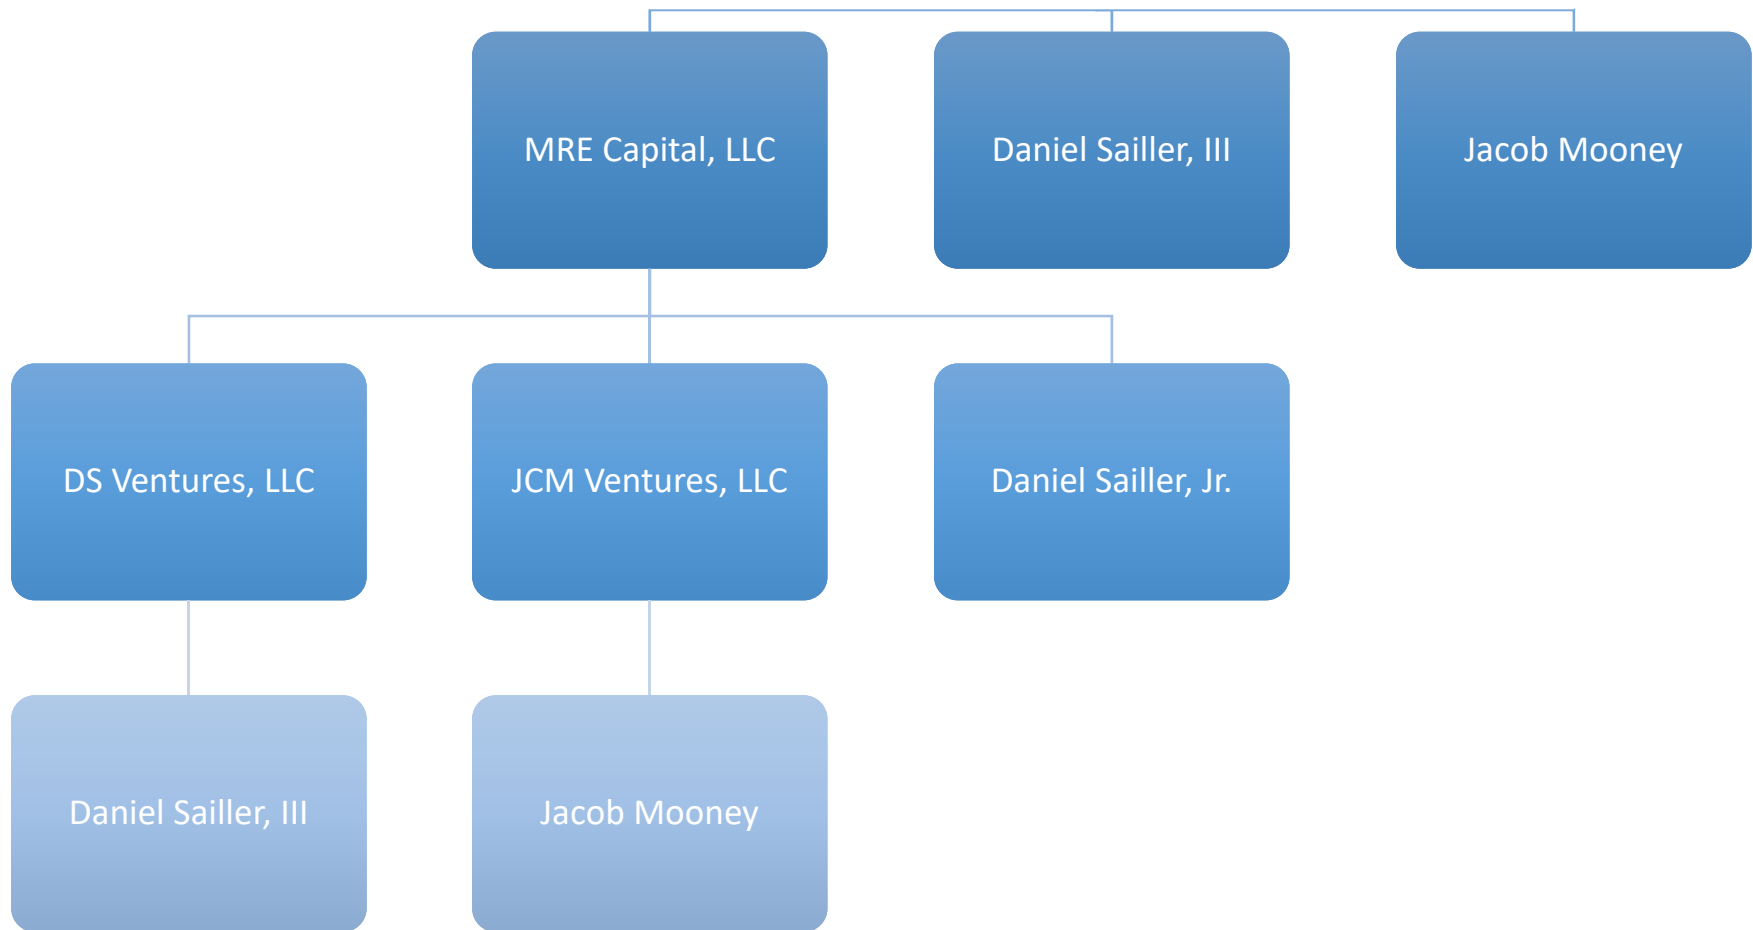 MRE Capital, LLC
Daniel Sailler, III
Jacob Mooney
DS Ventures, LLC
JCM Ventures, LLC
Daniel Sailler, Jr.
Daniel Sailler, III
Jacob Mooney